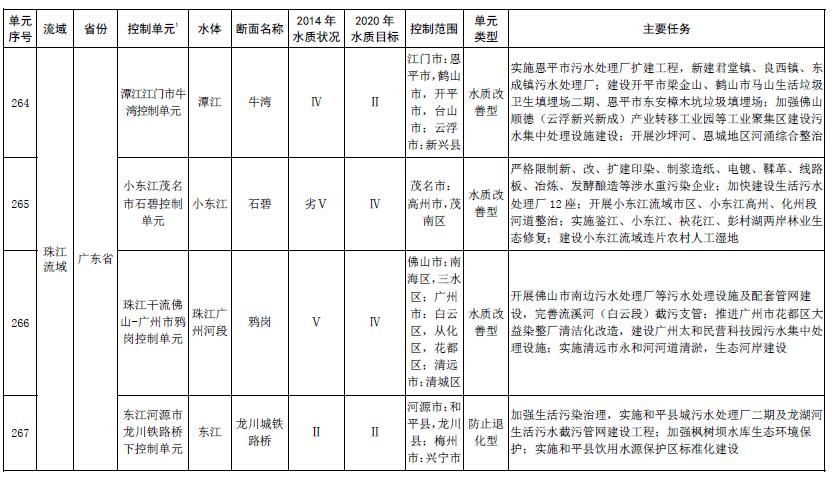 单元
序号
流域
省份
控制单元1
水体
断面名称
2014 年
水质状况
2020 年
水质目标
控制范围
单元
类型
主要任务
珠江
流域
广东省
264
潭江江门市牛
湾控制单元
潭江
牛湾
Ⅳ
Ⅱ
江门市：恩
平市，鹤山
市，开平
市，台山
市；云浮
市：新兴县
水质改
善型
实施恩平市污水处理厂扩建工程，新建君堂镇、良西镇、东
成镇污水处理厂；建设开平市梁金山、鹤山市马山生活垃圾
卫生填埋场二期、恩平市东安樟木坑垃圾填埋场；加强佛山
顺德（云浮新兴新成）产业转移工业园等工业聚集区建设污
水集中处理设施建设；开展沙坪河、恩城地区河涌综合整治
265
小东江茂名
市石碧控制
单元
小东江
石碧
劣Ⅴ
Ⅳ
茂名市：
高州市，茂
南区
水质改
善型
严格限制新、改、扩建印染、制浆造纸、电镀、鞣革、线路
板、冶炼、发酵酿造等涉水重污染企业；加快建设生活污水
处理厂 12 座；开展小东江流域市区、小东江高州、化州段
河道整治；实施鉴江、小东江、袂花江、彭村湖两岸林业生
态修复；建设小东江流域连片农村人工湿地
266
珠江干流佛
山-广州市鸦
岗控制单元
珠江广
州河段
鸦岗
Ⅴ
Ⅳ
佛山市：南
海区，三水
区；广州
市：白云
区，从化
区，花都
区；清远
市：清城区
水质改
善型
开展佛山市南边污水处理厂等污水处理设施及配套管网建
设，完善流溪河（白云段）截污支管；推进广州市花都区大
益染整厂清洁化改造，建设广州太和民营科技园污水集中处
理设施；实施清远市永和河河道清淤，生态河岸建设
267
东江河源市
龙川铁路桥
下控制单元
东江
龙川城铁
路桥
Ⅱ
Ⅱ
河源市：和
平县，龙川
县；梅州
市：兴宁市
防止退
化型
加强生活污染治理，实施和平县城污水处理厂二期及龙湖河
生活污水截污管网建设工程；加强枫树坝水库生态环境保
护；实施和平县饮用水源保护区标准化建设